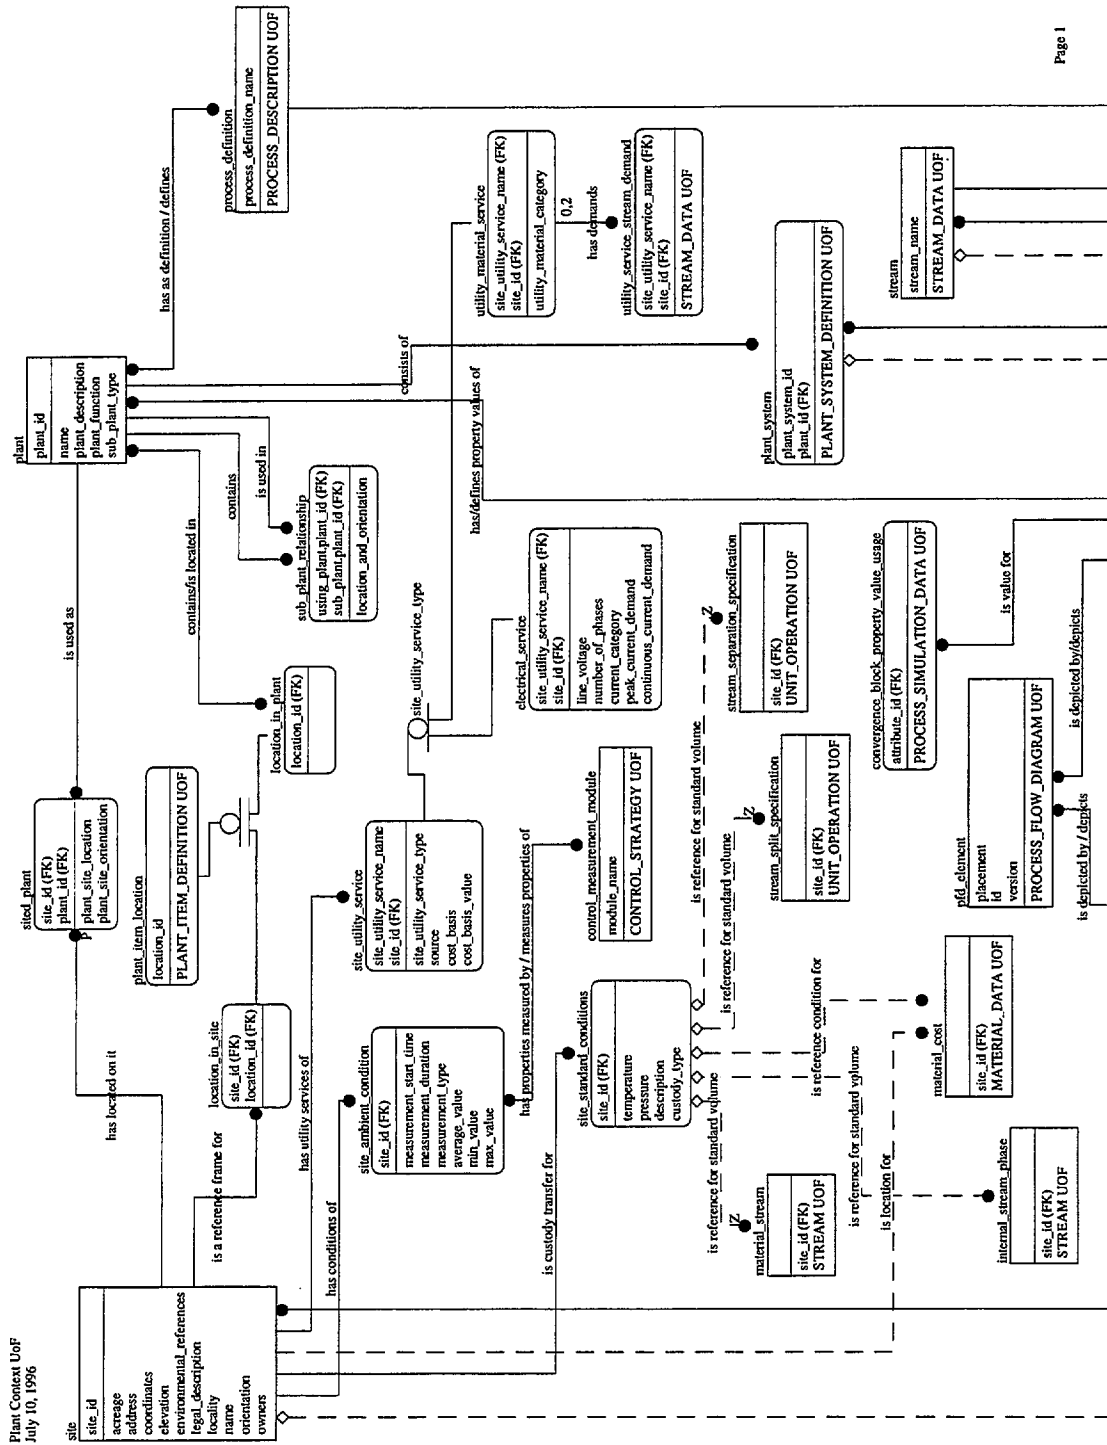 Plant Context UoF
July 10, 1996
site
site_id
acreage
address
coordinates
elevation
environmental_references
legal_description
locality
name
orientation
owners
has located on it
is a reference frame for
has utility services of
has conditions of
is custody transfer for
sited_plant
site_id (FK)
plant_id (FK)
plant_site_location
plant_site_orientation
P
is used as
plant
plant_id
name
plant_description
plant_function
sub_plant_type
has as definition / defines
process_definition
process_definition_name
PROCESS_DESCRIPTION UOF
plant_item_location
location_id
PLANT_ITEM_DEFINITION UOF
location_in_site
site_id (FK)
location_id (FK)
location_in_plant
location_id (FK)
contains/is located in
contains
is used in
sub_plant_relationship
using_plant.plant_id (FK)
sub_plant.plant_id (FK)
location_and_orientation
consists of
has/defines property values of
site_utility_service
site_utility_service_name
site_id (FK)
site_utility_service_type
source
cost_basis
cost_basis_value
site_utility_service_type
utility_material_service
site_utility_service_name (FK)
site_id (FK)
utility_material_category
0,2
has demands
utility_service_stream_demand
site_utility_service_name (FK)
site_id (FK)
STREAM_DATA UOF
electrical_service
site_utility_service_name (FK)
site_id (FK)
line_voltage
number_of_phases
current_category
peak_current_demand
continuous_current_demand
site_ambient_condition
site_id (FK)
measurement_start_time
measurement_duration
measurement_type
average_value
min_value
max_value
has properties measured by / measures properties of
control_measurement_module
module_name
CONTROL_STRATEGY UOF
site_standard_conditions
site_id (FK)
temperature
pressure
description
custody_type
is reference for standard volume
Z
stream_separation_specification
site_id (FK)
UNIT_OPERATION UOF
is reference for standard volume
Z
stream_split_specification
site_id (FK)
UNIT_OPERATION UOF
is reference condition for
is reference for standard volume
Z
material_stream
site_id (FK)
STREAM UOF
is reference for standard volume
is location for
material_cost
site_id (FK)
MATERIAL_DATA UOF
internal_stream_phase
site_id (FK)
STREAM UOF
plant_system
plant_system_id
plant_id (FK)
PLANT_SYSTEM_DEFINITION UOF
stream
stream_name
STREAM_DATA UOF
convergence_block_property_value_usage
attribute_id (FK)
PROCESS_SIMULATION_DATA UOF
is value for
pfd_element
placement
id
version
PROCESS_FLOW_DIAGRAM UOF
is depicted by/depicts
is depicted by / depicts
Page 1